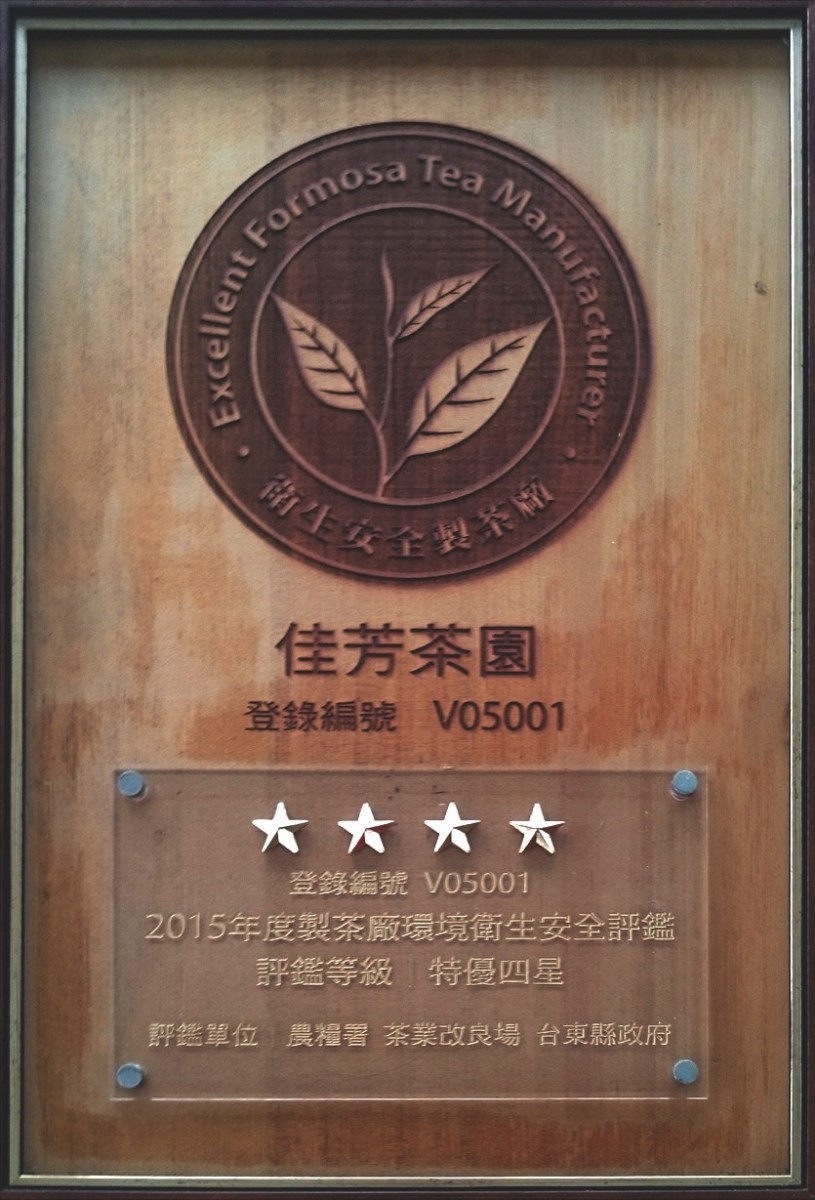 Excellent Formosa Tea Manufacturer
衛生安全製茶廠
佳芳茶園
登錄編號 V05001
登錄編號 V05001
2015年度製茶廠環境衛生安全評鑑
評鑑等級 | 特優四星
評鑑單位 | 農糧署 茶業改良場 台東縣政府